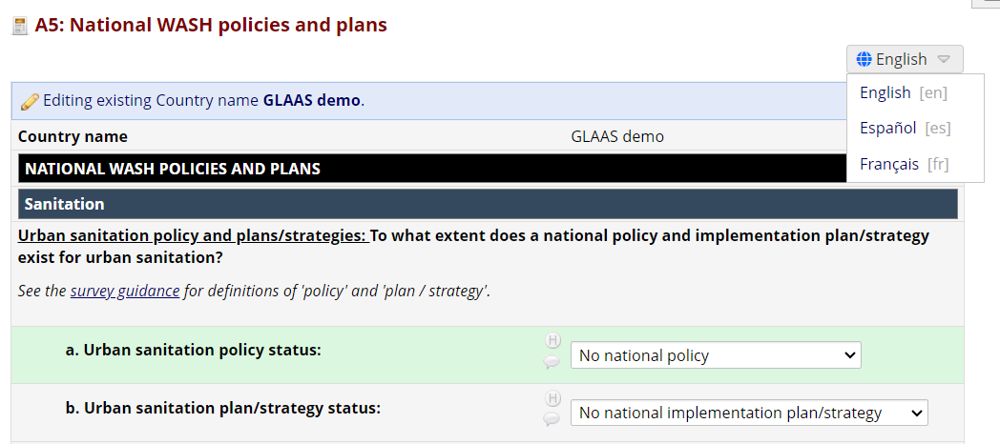 A5: National WASH policies and plans
English
Editing existing Country name GLAAS demo.
English [en]
Español [es]
Français [fr]
Country name GLAAS demo
NATIONAL WASH POLICIES AND PLANS
Sanitation
Urban sanitation policy and plans/strategies: To what extent does a national policy and implementation plan/strategy
exist for urban sanitation?
See the survey guidance for definitions of 'policy' and 'plan / strategy'.
a. Urban sanitation policy status:
H
No national policy
b. Urban sanitation plan/strategy status:
H
No national implementation plan/strategy